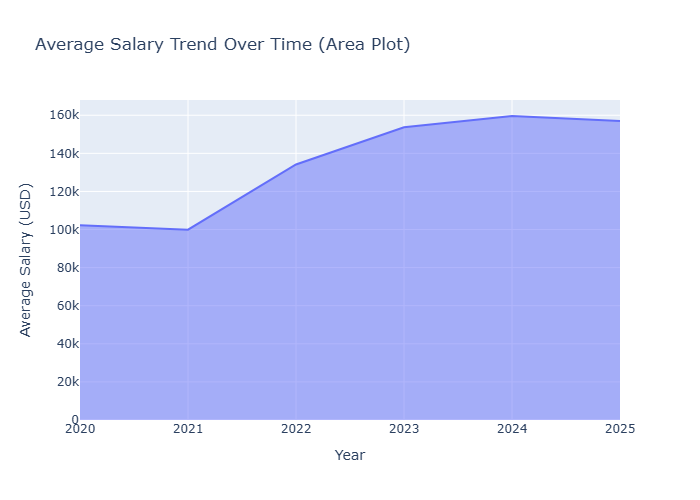 Average Salary Trend Over Time (Area Plot)
160k
140k
120k
100k
80k
60k
40k
20k
0
Average Salary (USD)
2020 2021 2022 2023 2024 2025
Year